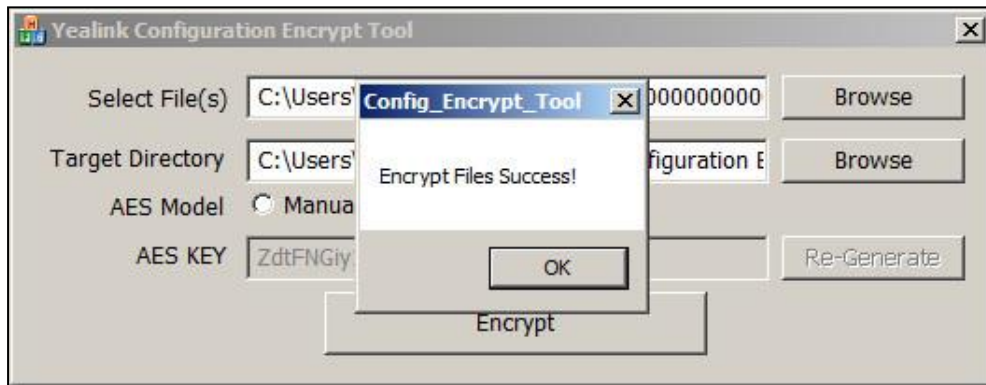 Yealink Configuration Encrypt Tool
Select File(s) C:\Users\ 000000000 Browse
Config_Encrypt_Tool
Target Directory C:\Users\ figuration E Browse
Encrypt Files Success!
AES Model Manua
AES KEY ZdtFNGiy Re-Generate
OK
Encrypt